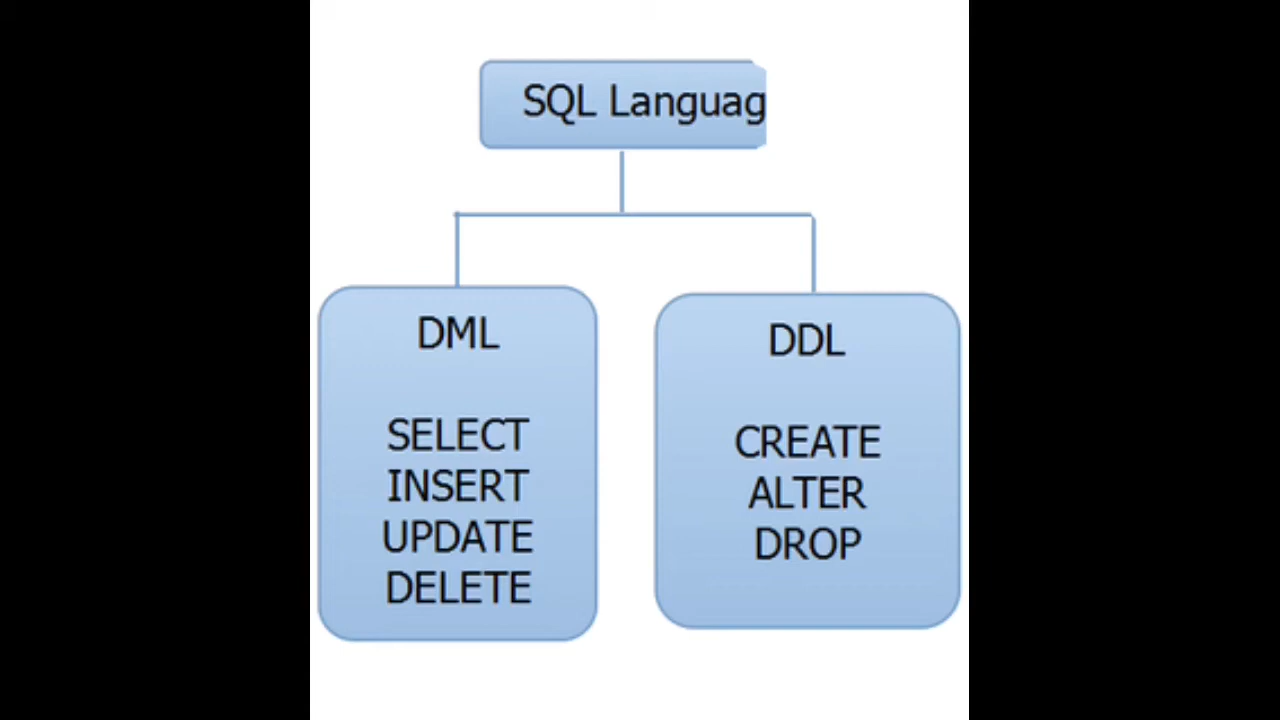 SQL Languag
DML
SELECT
INSERT
UPDATE
DELETE
DDL
CREATE
ALTER
DROP